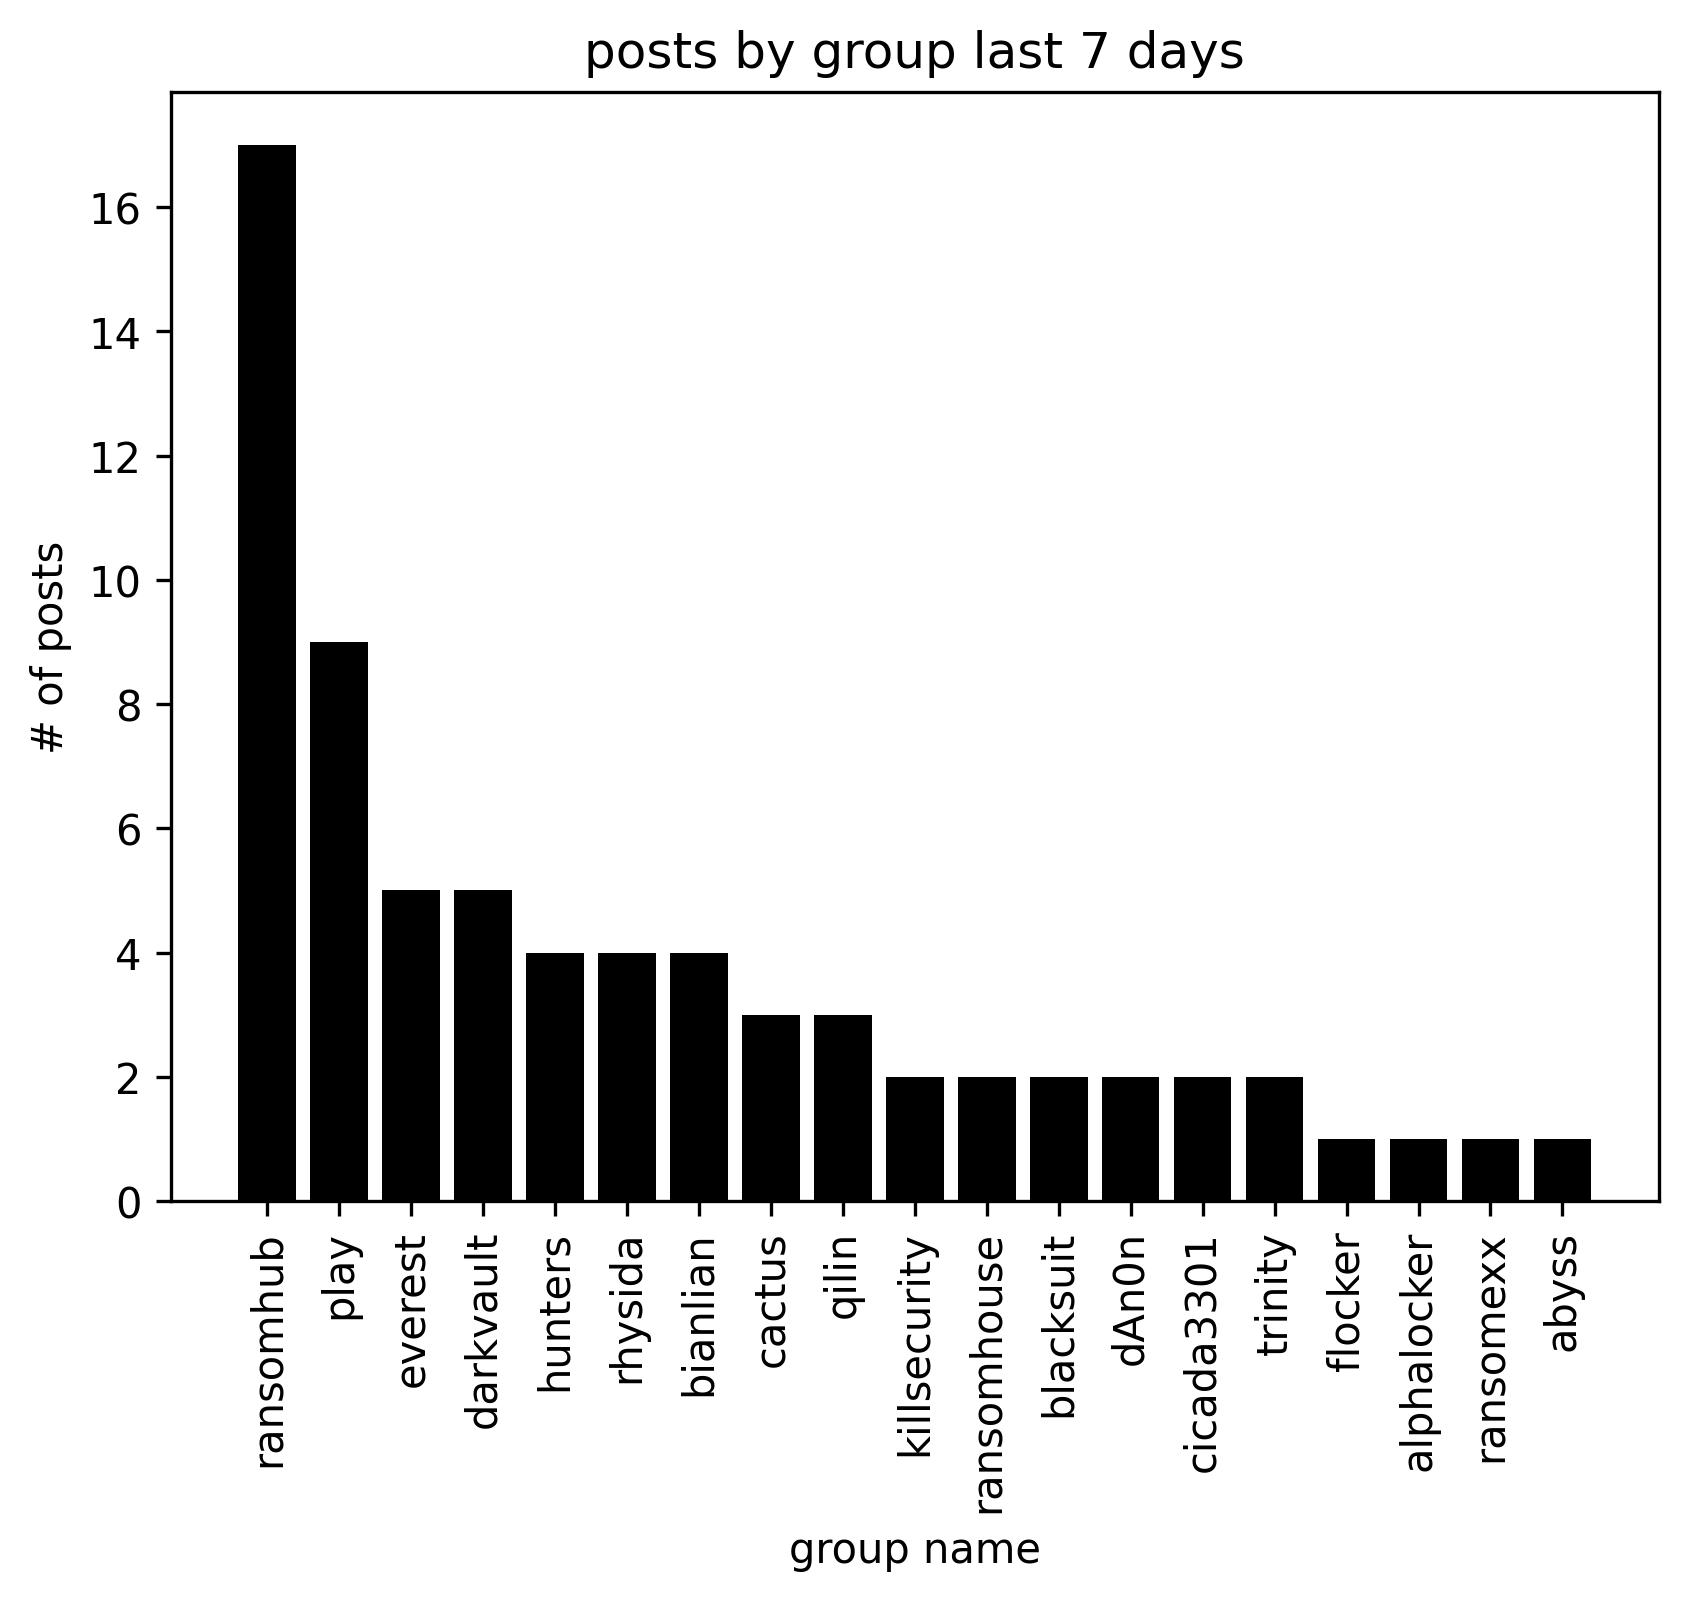 posts by group last 7 days
16
14
12
10
8
6
4
2
0
# of posts
ransomhub
play
everest
darkvault
hunters
rhysida
bianlian
cactus
qilin
killsecurity
ransomhouse
blacksuit
dAn0n
cicada3301
trinity
flocker
alphalocker
ransomexx
abyss
group name